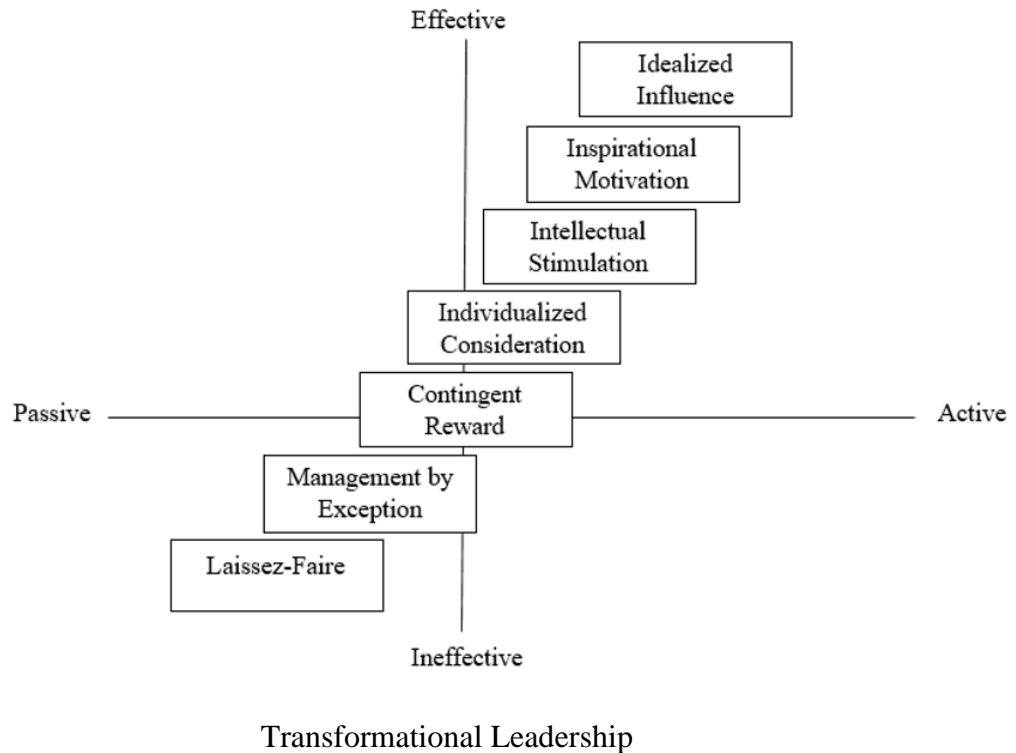 Effective
Idealized
Influence
Inspirational
Motivation
Intellectual
Stimulation
Individualized
Consideration
Contingent
Reward
Passive
Active
Management by
Exception
Laissez-Faire
Ineffective
Transformational Leadership